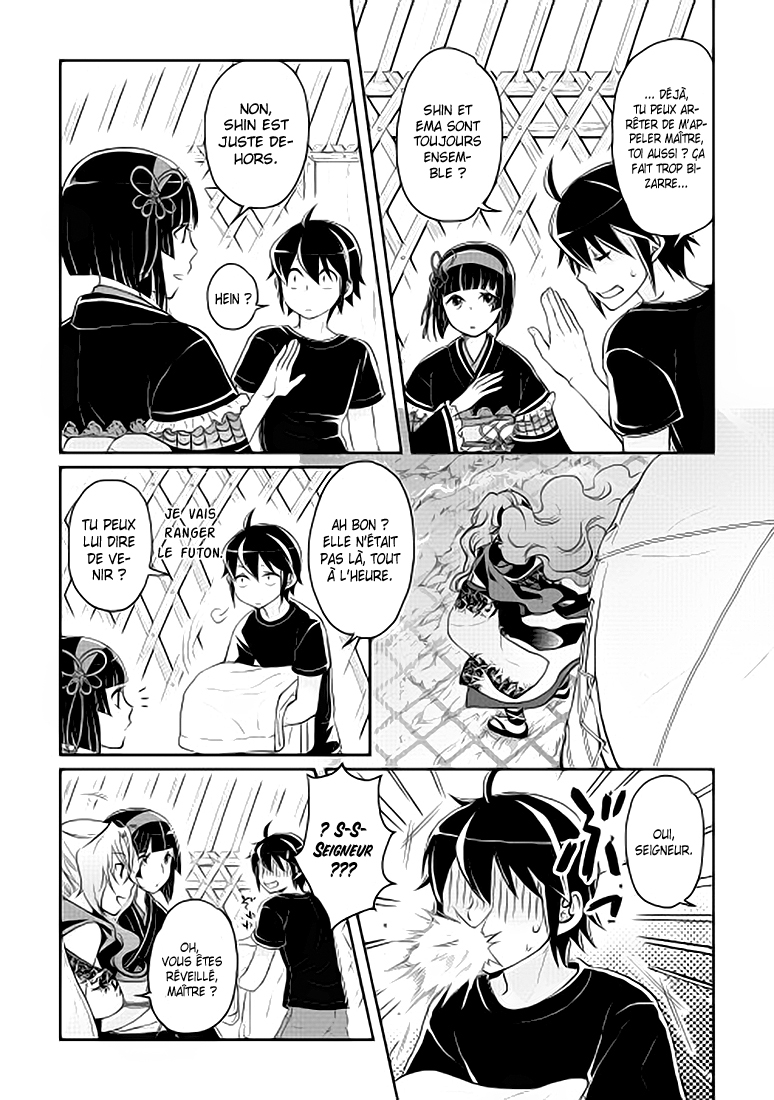 ... DÉJÀ,
TU PEUX AR-
RÊTER DE M'AP-
PELER MAÎTRE,
TOI AUSSI ? ÇA
FAIT TROP BI-
ZARRE...
SHIN ET
EMA SONT
TOUJOURS
ENSEM-
BLE ?
NON,
SHIN EST
JUSTE DE-
HORS.
HEIN ?
AH BON ?
ELLE N'ÉTAIT
PAS LÀ, TOUT
À L'HEURE.
JE VAIS
RANGER
LE FUTON.
TU PEUX
LUI DIRE
DE VE-
NIR ?
OUI,
SEIGNEUR.
? S-S-
SEIGNEUR
???
OH,
VOUS ÊTES
RÉVEILLÉ,
MAÎTRE ?